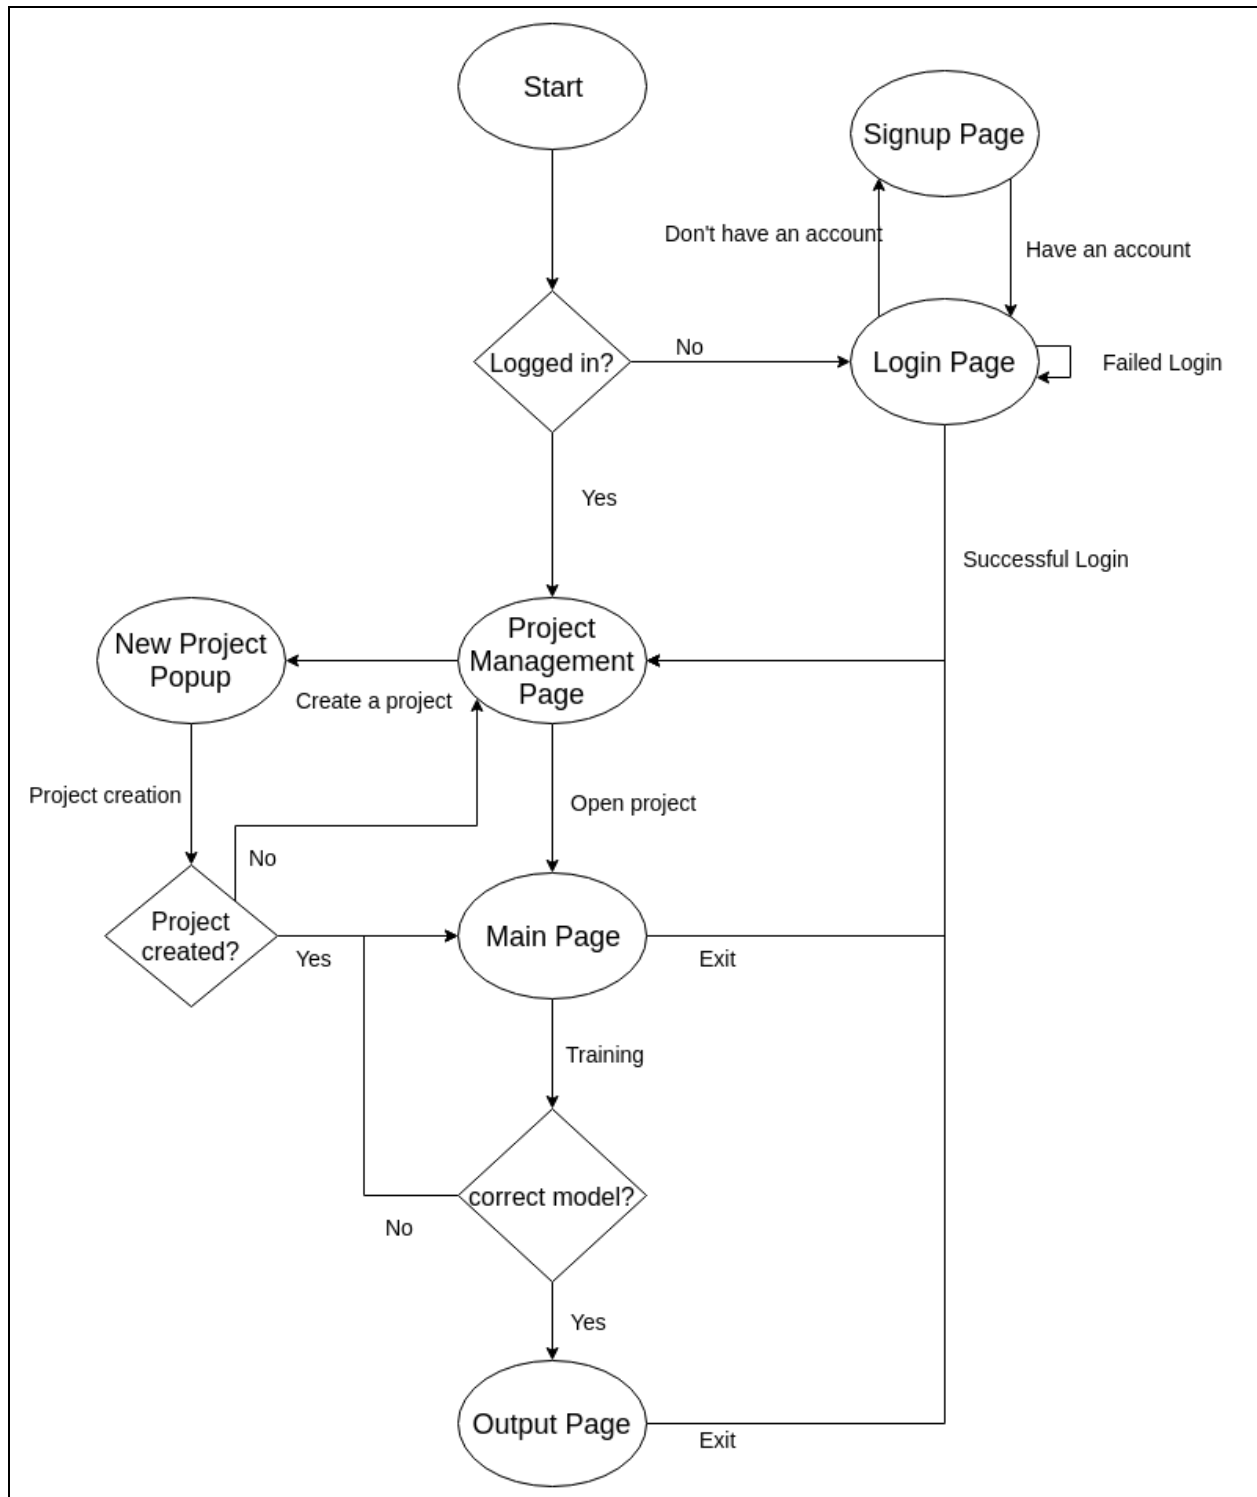 Start
Signup Page
Don't have an account
Have an account
Logged in?
No
Login Page
Failed Login
Yes
Successful Login
New Project
Popup
Project
Management
Page
Create a project
Project creation
Open project
No
Project
created?
Yes
Main Page
Exit
Training
correct model?
No
Yes
Output Page
Exit